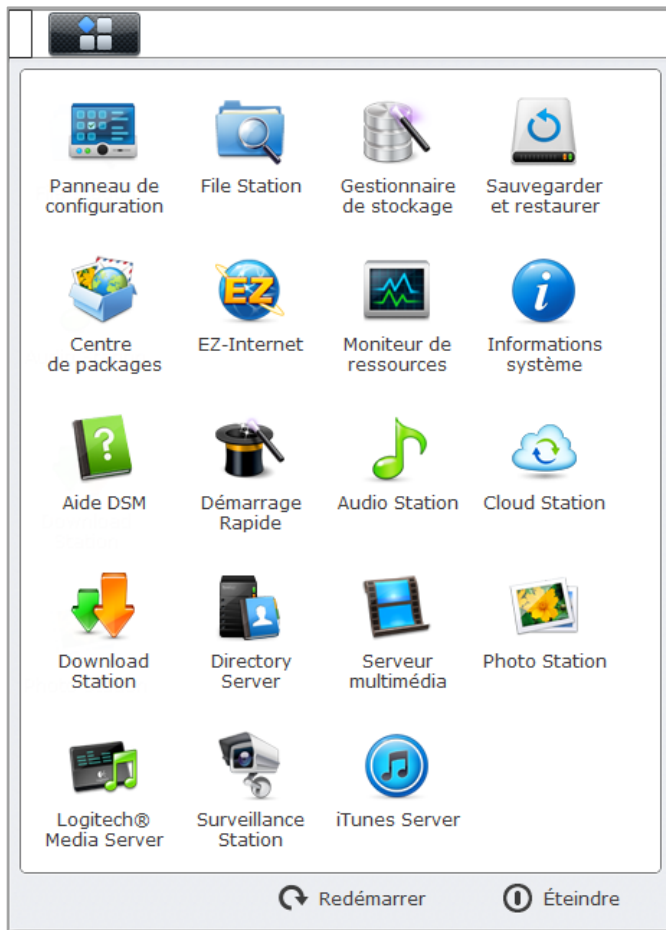 Panneau de
configuration
File Station
Gestionnaire
de stockage
Sauvegarder
et restaurer
Centre
de packages
EZ
EZ-Internet
Moniteur de
ressources
i
Informations
système
?
Aide DSM
Démarrage
Rapide
Audio Station
Cloud Station
Download
Station
Directory
Server
Serveur
multimédia
Photo Station
Logitech®
Media Server
Surveillance
Station
iTunes Server
Redémarrer
Éteindre